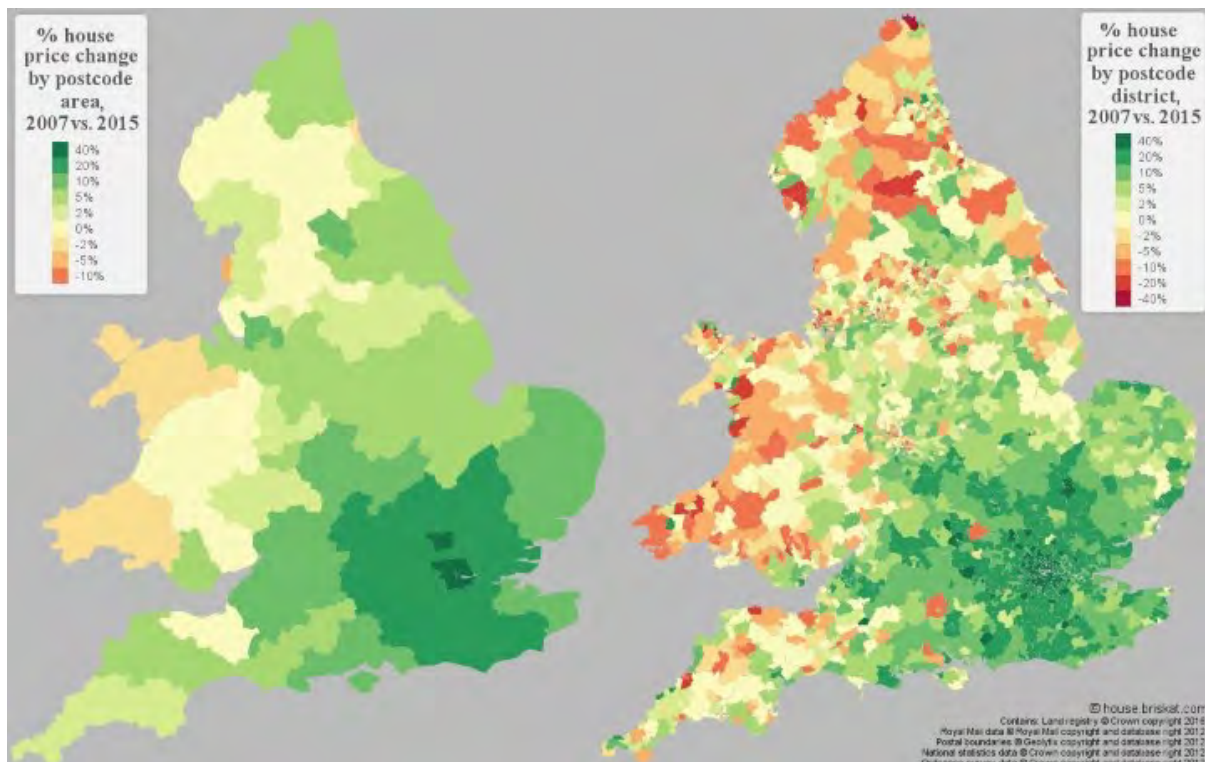 % house
price change
by postcode
area,
2007 vs. 2015
40%
20%
10%
5%
2%
0%
-2%
-5%
-10%
% house
price change
by postcode
district,
2007 vs. 2015
40%
20%
10%
5%
2%
0%
-2%
-5%
-10%
-20%
-40%
© house.briskat.com
Contains: Land registry © Crown copyright 2016
Royal Mail data © Royal Mail copyright and database right 2012
Postal boundaries © Geolytix copyright and database right 2012
National statistics data © Crown copyright and database right 2012